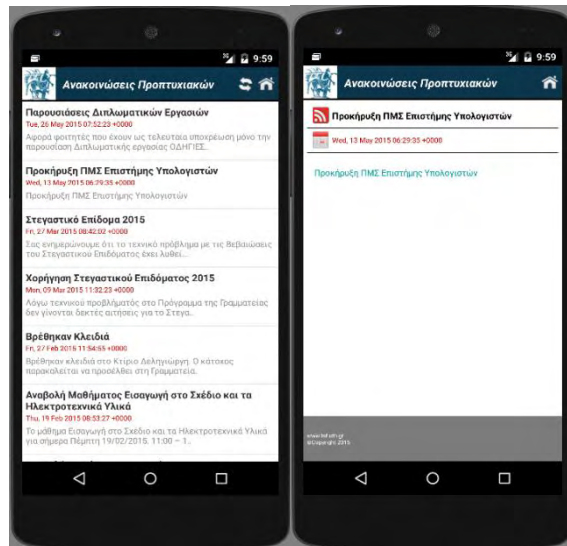 9:59
Ανακοινώσεις Προπτυχιακών
Παρουσιάσεις Διπλωματικών Εργασιών
Tue, 26 May 2015 07:52:23 +0000
Αφορά φοιτητές που έχουν ως τελευταία υποχρέωση μόνο την
παρουσίαση Διπλωματικής εργασίας ΟΔΗΓΙΕΣ..
Προκήρυξη ΠΜΣ Επιστήμης Υπολογιστών
Wed, 13 May 2015 06:29:35 +0000
Προκήρυξη ΠΜΣ Επιστήμης Υπολογιστών
Στεγαστικό Επίδομα 2015
Fri, 27 Mar 2015 08:42:02 +0000
Σας ενημερώνουμε ότι το τεχνικό πρόβλημα με τις Βεβαιώσεις
του Στεγαστικού Επιδόματος έχει λυθεί...
Χορήγηση Στεγαστικού Επιδόματος 2015
Mon, 09 Mar 2015 11:32:23 +0000
Λόγω τεχνικού προβλήματός στο Πρόγραμμα της Γραμματείας
δεν γίνονται δεκτές αιτήσεις για το Στεγα..
Βρέθηκαν Κλειδιά
Fri, 27 Feb 2015 11:54:55 +0000
Βρέθηκαν κλειδιά στο Κτίριο Δεληγιώργη. Ο κάτοχος
παρακαλείται να προσέλθει στη Γραμματεία.
Αναβολή Μαθήματος Εισαγωγή στο Σχέδιο και τα
Ηλεκτροτεχνικά Υλικά
Thu, 19 Feb 2015 08:53:27 +0000
Το μάθημα Εισαγωγή στο Σχέδιο και τα Ηλεκτροτεχνικά Υλικά
για σήμερα Πέμπτη 19/02/2015. 11:00 – 1..
9:59
Ανακοινώσεις Προπτυχιακών
Προκήρυξη ΠΜΣ Επιστήμης Υπολογιστών
Wed, 13 May 2015 06:29:35 +0000
Προκήρυξη ΠΜΣ Επιστήμης Υπολογιστών
2015